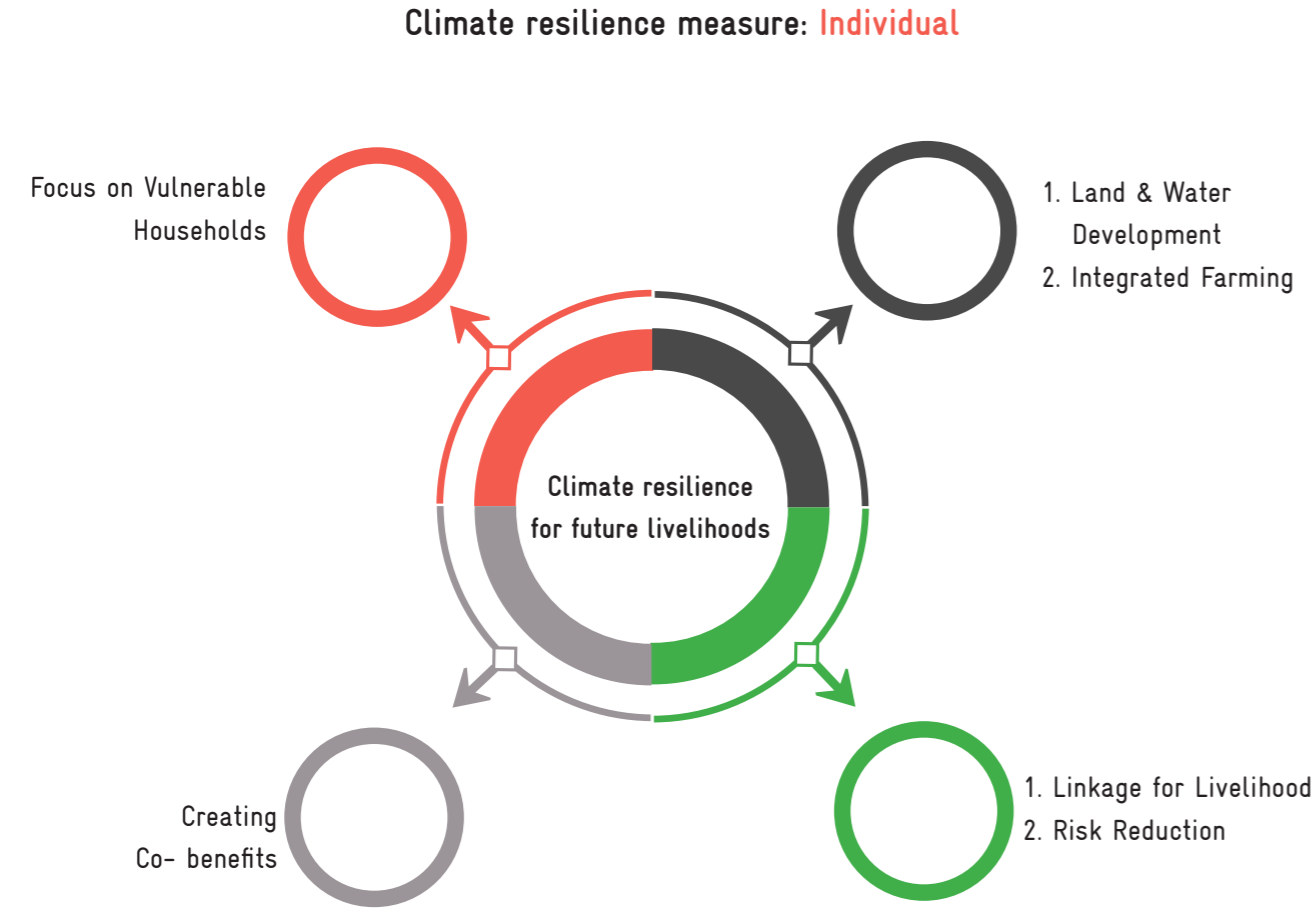 Climate resilience measure: Individual
Focus on Vulnerable
Households
1. Land & Water
Development
2. Integrated Farming
Climate resilience
for future livelihoods
Creating
Co- benefits
1. Linkage for Livelihood
2. Risk Reduction